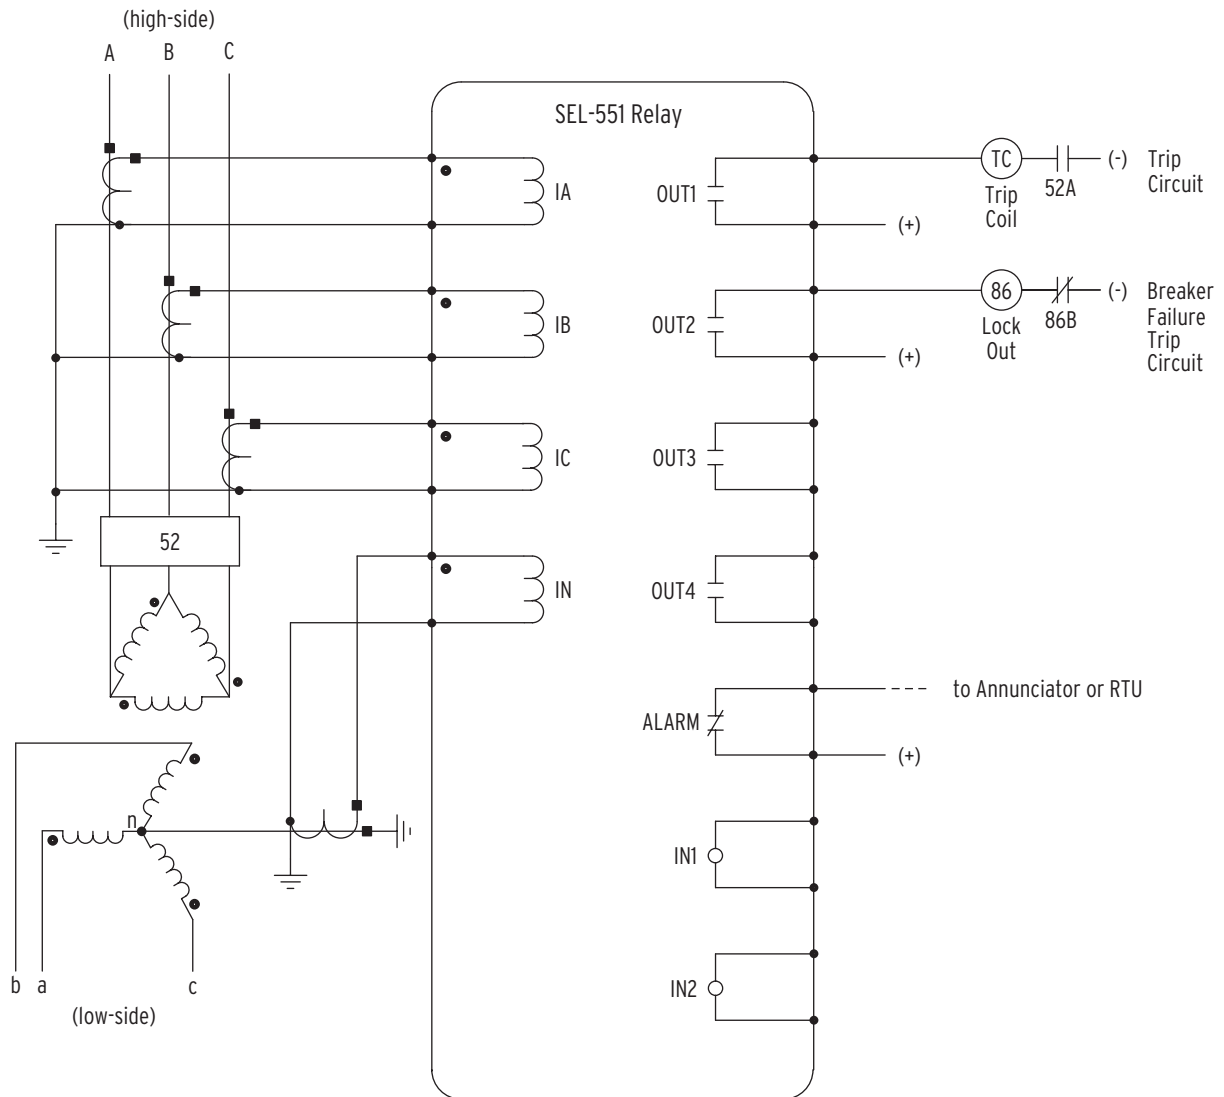 (high-side)
A B C
SEL-551 Relay
IA
OUT1
TC
Trip
Coil
52A
(-) Trip
Circuit
(+)
IB
OUT2
86
Lock
Out
86B
(-) Breaker
Failure
Trip
Circuit
(+)
IC
OUT3
52
IN
OUT4
ALARM
to Annunciator or RTU
(+)
n
IN1
IN2
b a c
(low-side)